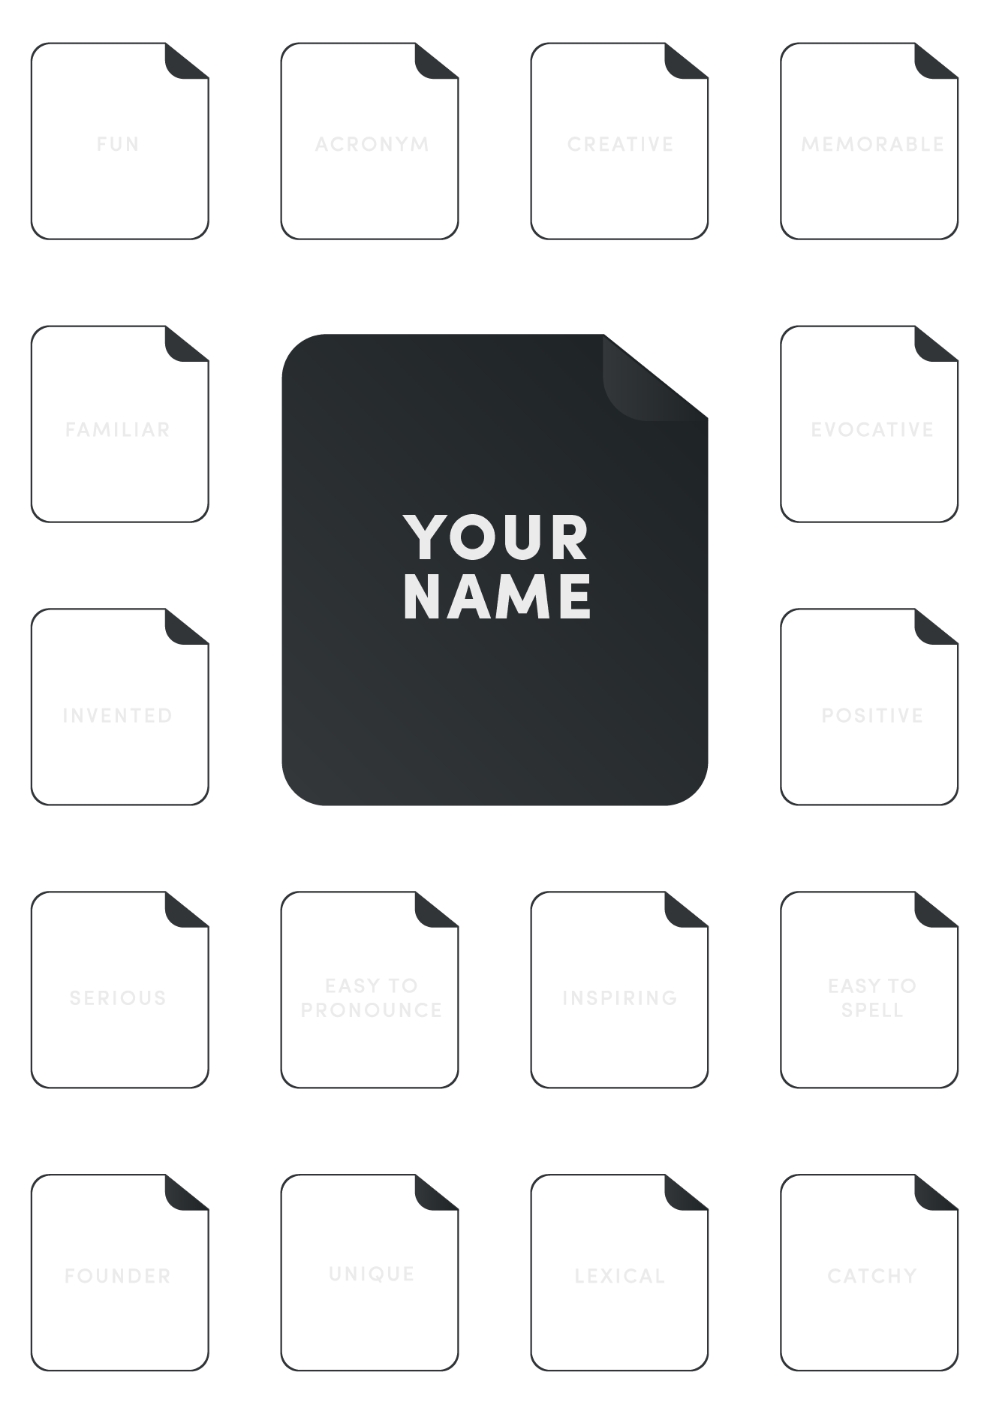 FUN
ACRONYM
CREATIVE
MEMORABLE
FAMILIAR
EVOCATIVE
YOUR
NAME
INVENTED
POSITIVE
SERIOUS
EASY TO
PRONOUNCE
INSPIRING
EASY TO
SPELL
FOUNDER
UNIQUE
LEXICAL
CATCHY